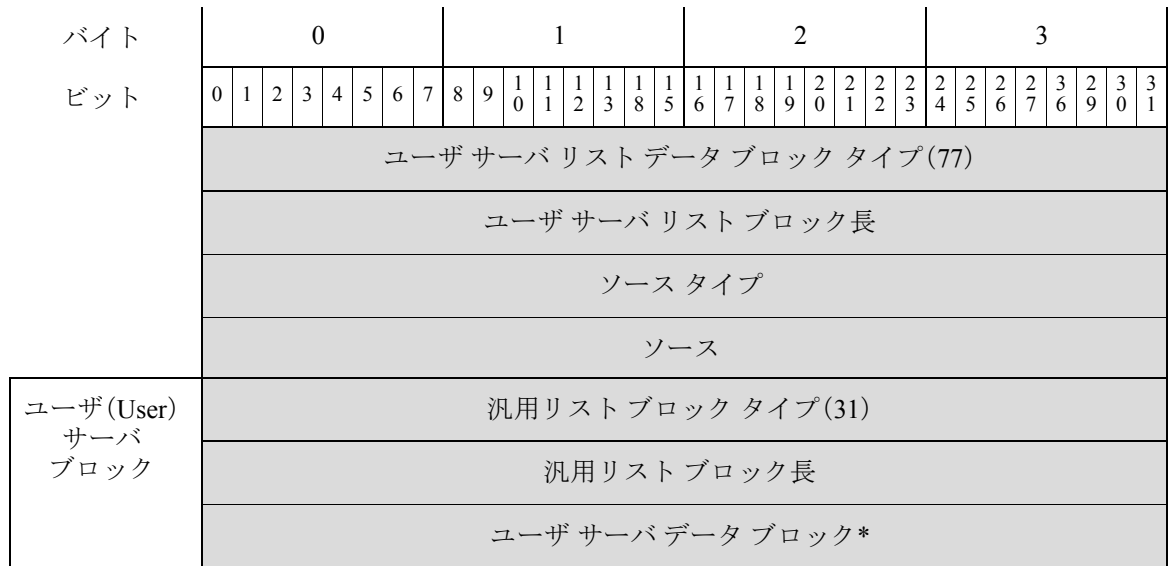 バイト 0 1 2 3
ビット 0 1 2 3 4 5 6 7 8 9 10 11 12 13 18 15 16 17 18 19 20 21 22 23 24 25 26 27 36 29 30 31
ユーザ サーバ リスト データ ブロック タイプ(77)
ユーザ サーバ リスト ブロック長
ソース タイプ
ソース
ユーザ(User)
サーバ
ブロック
汎用リスト ブロック タイプ(31)
汎用リスト ブロック長
ユーザ サーバ データ ブロック*